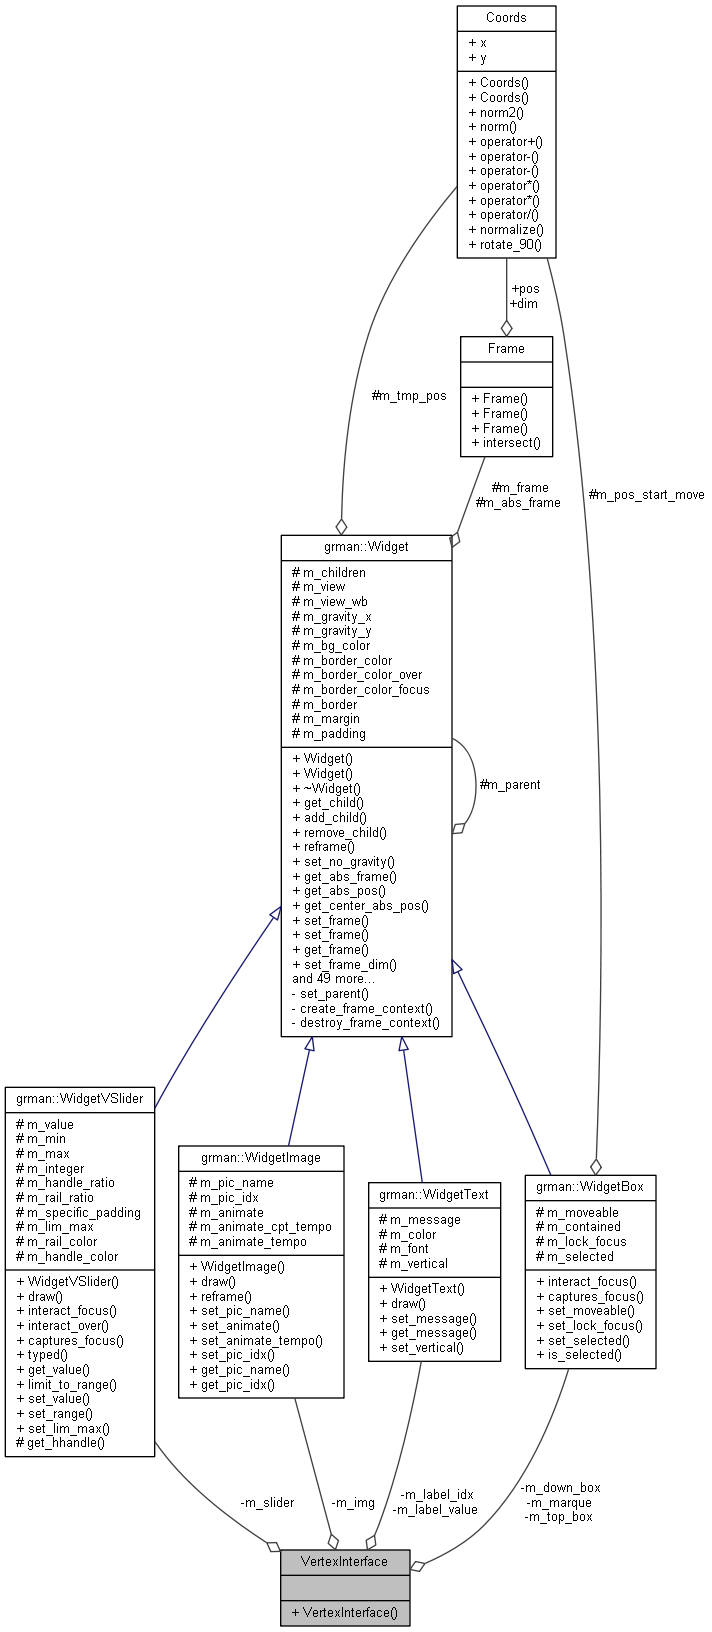 Coords
+ x
+ y
+ Coords()
+ Coords()
+ norm2()
+ norm()
+ operator+()
+ operator-()
+ operator-()
+ operator*()
+ operator*()
+ operator/()
+ normalize()
+ rotate_90()
+pos
+dim
Frame
+ Frame()
+ Frame()
+ Frame()
+ intersect()
#m_tmp_pos
#m_frame
#m_abs_frame
#m_pos_start_move
grman::Widget
# m_children
# m_view
# m_view_wb
# m_gravity_x
# m_gravity_y
# m_bg_color
# m_border_color
# m_border_color_over
# m_border_color_focus
# m_border
# m_margin
# m_padding
+ Widget()
+ Widget()
+ ~Widget()
+ get_child()
+ add_child()
+ remove_child()
+ reframe()
+ set_no_gravity()
+ get_abs_frame()
+ get_abs_pos()
+ get_center_abs_pos()
+ set_frame()
+ set_frame()
+ get_frame()
+ set_frame_dim()
and 49 more...
- set_parent()
- create_frame_context()
- destroy_frame_context()
#m_parent
grman::WidgetVSlider
# m_value
# m_min
# m_max
# m_integer
# m_handle_ratio
# m_rail_ratio
# m_specific_padding
# m_lim_max
# m_rail_color
# m_handle_color
+ WidgetVSlider()
+ draw()
+ interact_focus()
+ interact_over()
+ captures_focus()
+ typed()
+ get_value()
+ limit_to_range()
+ set_value()
+ set_range()
+ set_lim_max()
# get_hhandle()
grman::WidgetImage
# m_pic_name
# m_pic_idx
# m_animate
# m_animate_cpt_tempo
# m_animate_tempo
+ WidgetImage()
+ draw()
+ reframe()
+ set_pic_name()
+ set_animate()
+ set_animate_tempo()
+ set_pic_idx()
+ get_pic_name()
+ get_pic_idx()
grman::WidgetText
# m_message
# m_color
# m_font
# m_vertical
+ WidgetText()
+ draw()
+ set_message()
+ get_message()
+ set_vertical()
grman::WidgetBox
# m_moveable
# m_contained
# m_lock_focus
# m_selected
+ interact_focus()
+ captures_focus()
+ set_moveable()
+ set_lock_focus()
+ set_selected()
+ is_selected()
-m_slider
-m_img
-m_label_idx
-m_label_value
-m_down_box
-m_marque
-m_top_box
VertexInterface
+ VertexInterface()